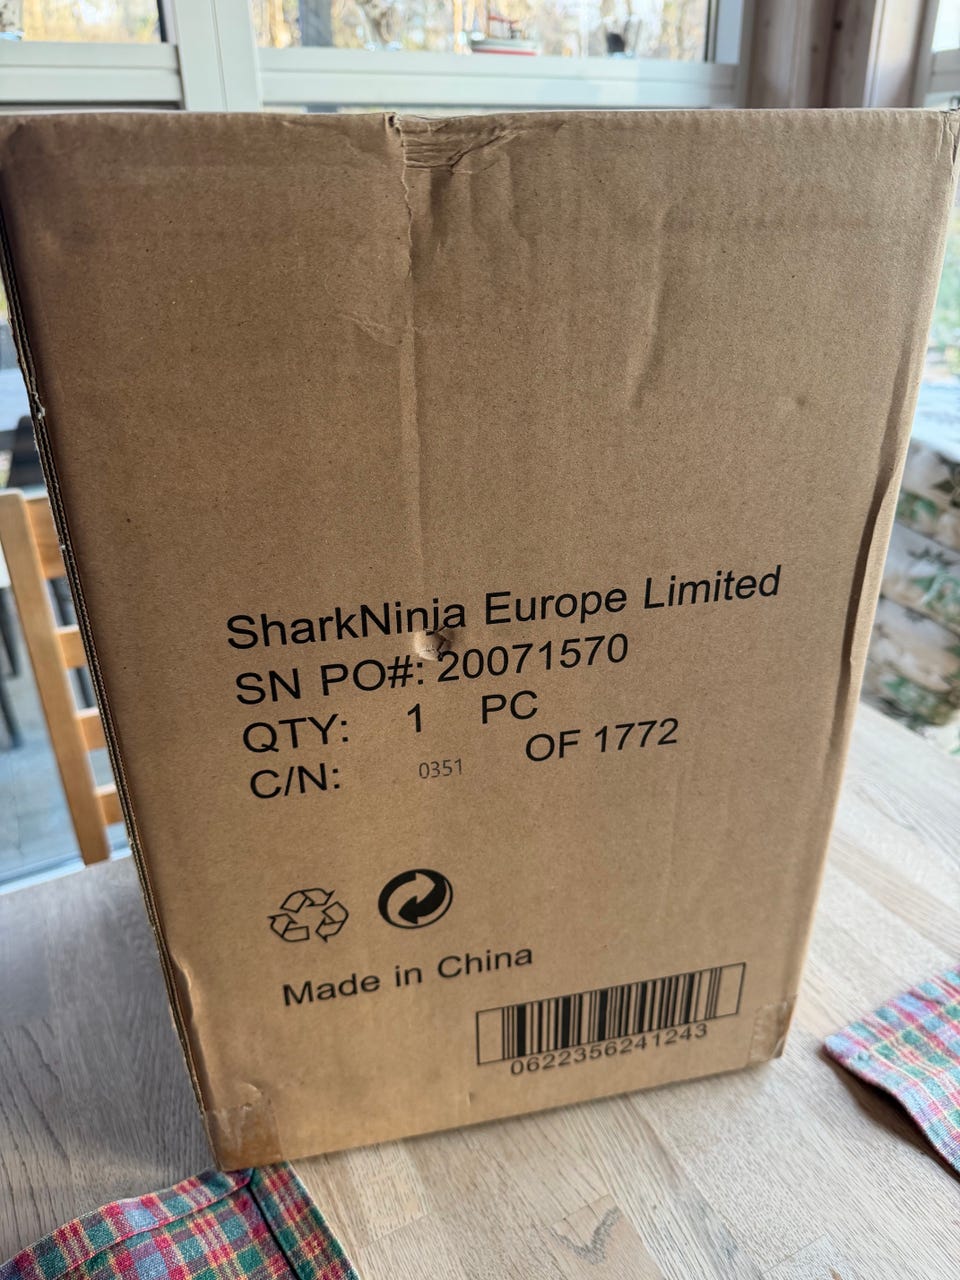 SharkNinja Europe Limited
SN PO#: 20071570
QTY: 1 PC
C/N: 0351 OF 1772
Made in China
0622356241243